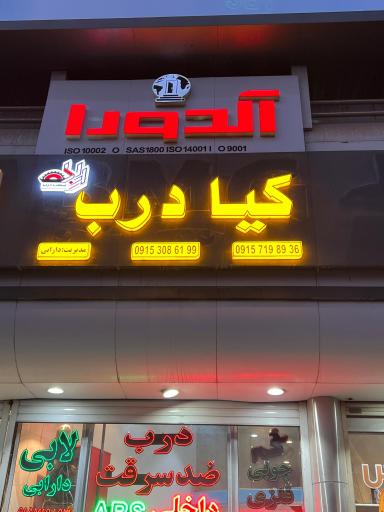 آلدورا
ISO 10002 O SAS1800 ISO 14001 I O 9001
کیا درب
مدیریت: دارابی
0915 308 61 99
0915 719 89 36
لابی
دارابی
درب
ضد سرقت
داخلی ABS
چوبی
فلزی